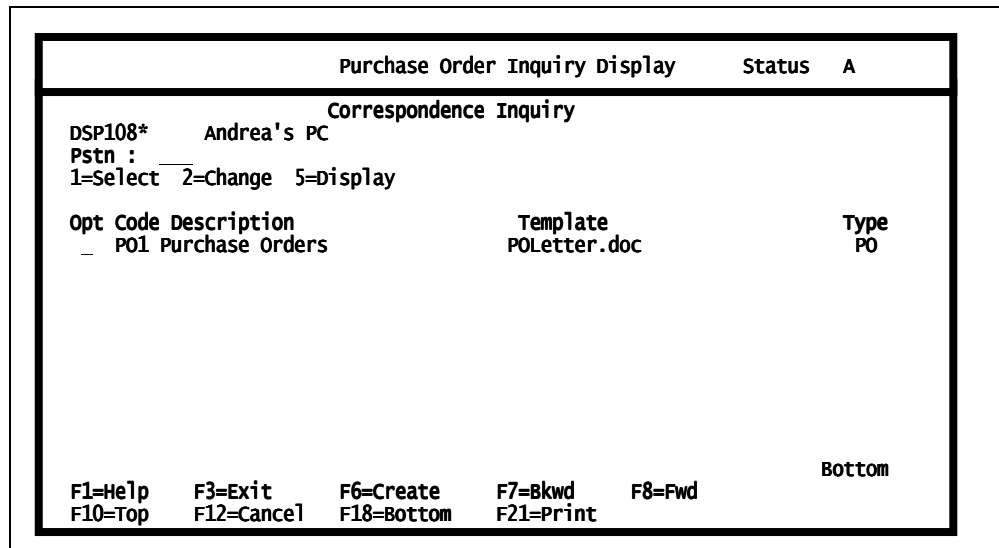 Purchase Order Inquiry Display Status A
Correspondence Inquiry
DSP108* Andrea's PC
Pstn : ___
1=Select 2=Change 5=Display
Opt Code Description Template Type
_ PO1 Purchase Orders POLetter.doc PO
Bottom
F1=Help F3=Exit F6=Create F7=Bkwd F8=Fwd
F10=Top F12=Cancel F18=Bottom F21=Print